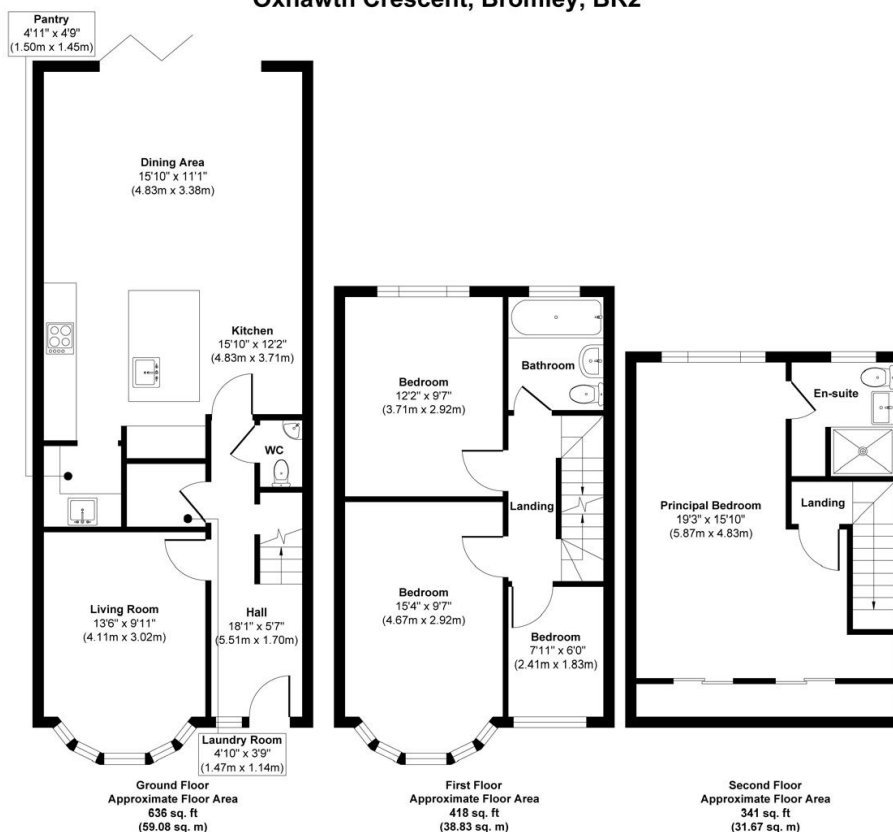 Oxhawth Crescent, Bromley, BR2
Pantry
4'11" x 4'9"
(1.50m x 1.45m)
Dining Area
15'10" x 11'1"
(4.83m x 3.38m)
Kitchen
15'10" x 12'2"
(4.83m x 3.71m)
WC
Living Room
13'6" x 9'11"
(4.11m x 3.02m)
Hall
18'1" x 5'7"
(5.51m x 1.70m)
Laundry Room
4'10" x 3'9"
(1.47m x 1.14m)
Ground Floor
Approximate Floor Area
636 sq. ft
(59.08 sq. m)
Bedroom
12'2" x 9'7"
(3.71m x 2.92m)
Bathroom
Landing
Bedroom
15'4" x 9'7"
(4.67m x 2.92m)
Bedroom
7'11" x 6'0"
(2.41m x 1.83m)
First Floor
Approximate Floor Area
418 sq. ft
(38.83 sq. m)
En-suite
Principal Bedroom
19'3" x 15'10"
(5.87m x 4.83m)
Landing
Second Floor
Approximate Floor Area
341 sq. ft
(31.67 sq. m)